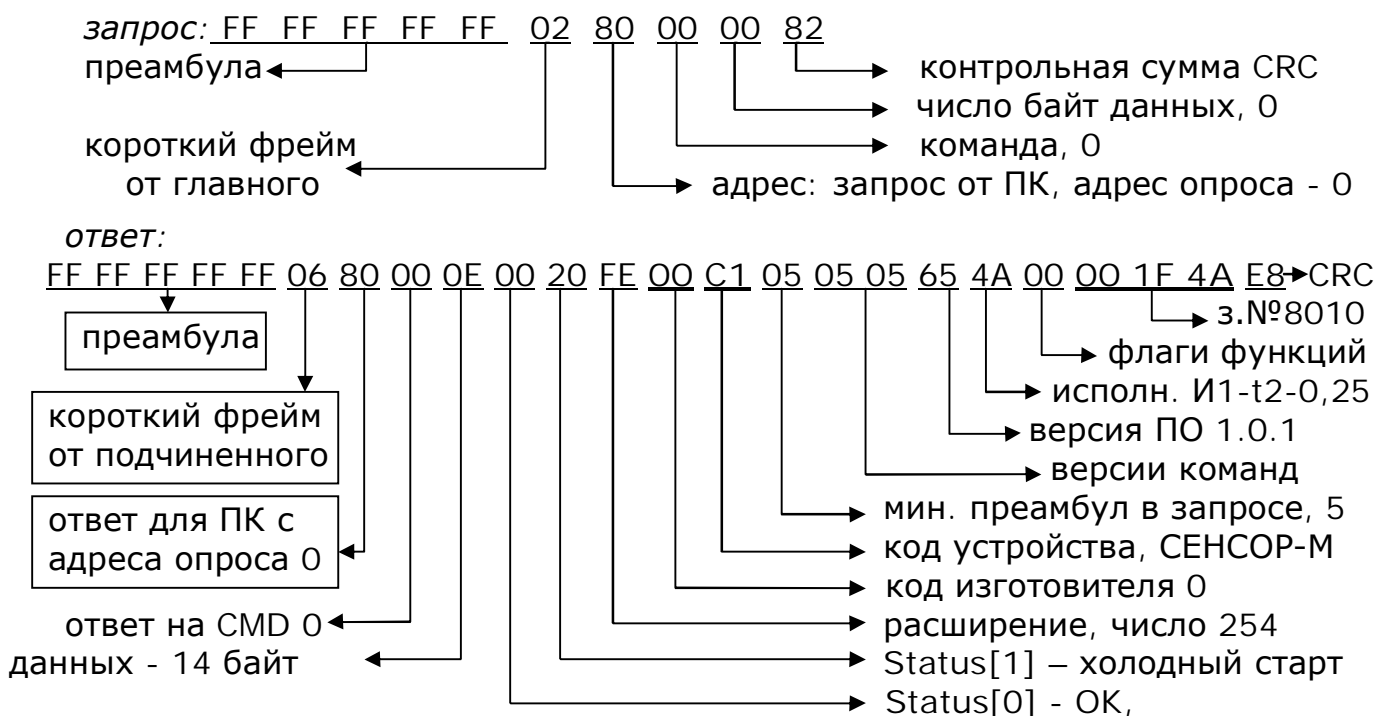 запрос: FF FF FF FF FF 02 80 00 00 82
преамбула
контрольная сумма CRC
число байт данных, 0
короткий фрейм
от главного
команда, 0
адрес: запрос от ПК, адрес опроса - 0
ответ:
FF FF FF FF FF 06 80 00 0E 00 20 FE 00 C1 05 05 05 65 4A 00 00 1F 4A E8 CRC
з.№8010
преамбула
флаги функций
исполн. И1-t2-0,25
короткий фрейм
от подчиненного
версия ПО 1.0.1
версии команд
ответ для ПК с
адреса опроса 0
мин. преамбул в запросе, 5
код устройства, СЕНСОР-М
код изготовителя 0
ответ на CMD 0
расширение, число 254
данных - 14 байт
Status[1] – холодный старт
Status[0] - OK,